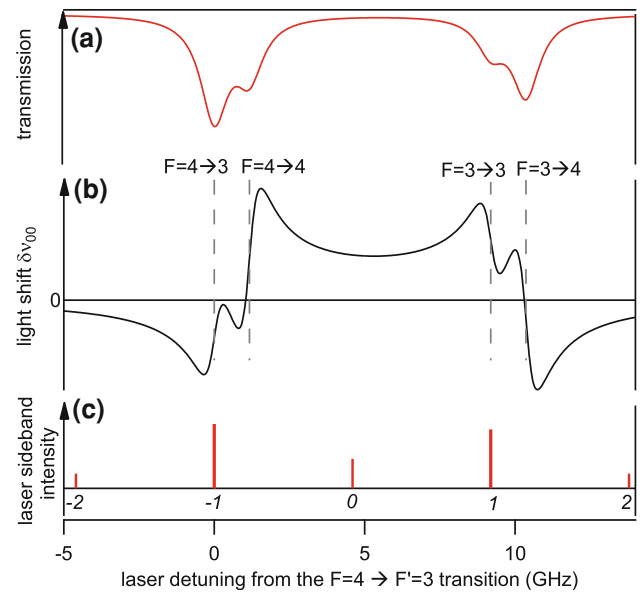 (a)
transmission
F=4→3 F=4→4 F=3→3 F=3→4
(b)
light shift δν00
0
(c)
laser sideband
intensity
-2 -1 0 1 2
-5 0 5 10
laser detuning from the F=4 → F'=3 transition (GHz)